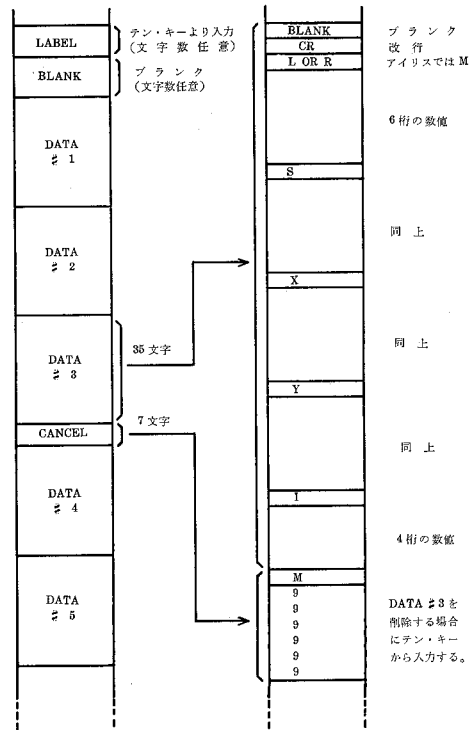 LABEL
テン・キーより入力
(文字数任意)
BLANK
ブランク
(文字数任意)
DATA
# 1
DATA
# 2
DATA
# 3
35文字
CANCEL
7文字
DATA
# 4
DATA
# 5
BLANK
ブランク
CR
改行
L OR R
アイリスではM
6桁の数値
S
同上
X
同上
Y
同上
I
4桁の数値
M
9
9
9
9
9
9
DATA #3を
削除する場合
にテン・キー
から入力する。